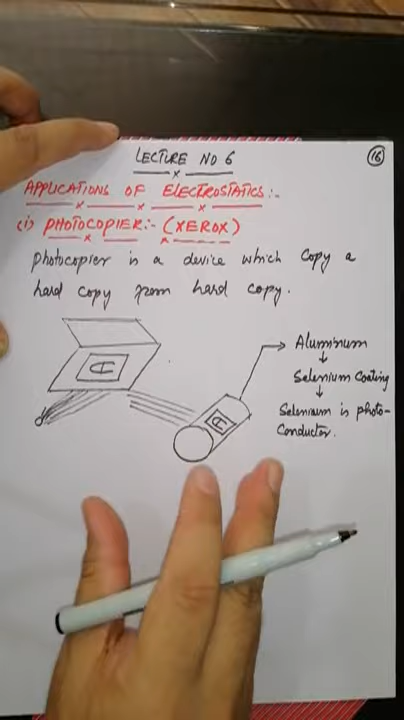 LECTURE NO 6
16
APPLICATIONS OF ELECTROSTATICS:-
(i) PHOTOCOPIER:- (XEROX)
photocopier is a device which copy a
hard copy from hard copy.
Aluminum
Selenium Coating
Selenium is photo-
Conductor.